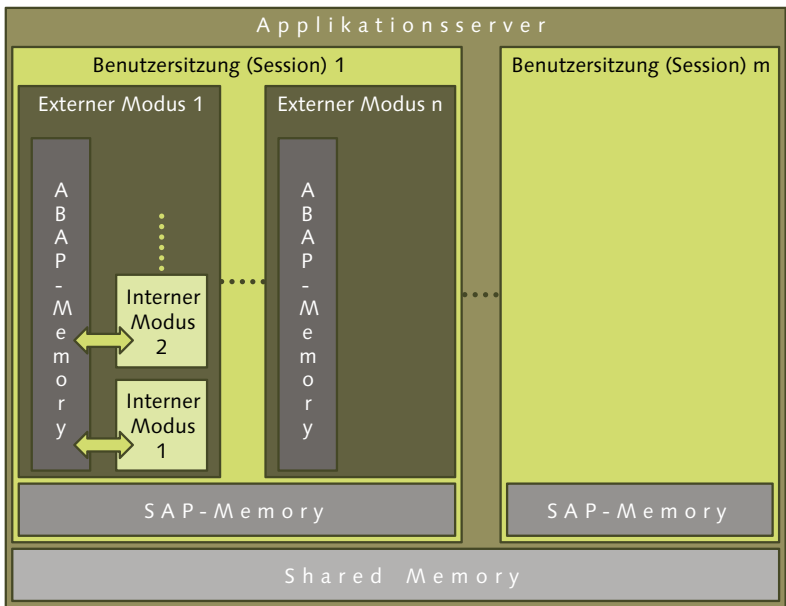 Applikationsserver
Benutzersitzung (Session) 1
Benutzersitzung (Session) m
Externer Modus 1
Externer Modus n
ABAP-Memory
ABAP-Memory
Interner
Modus
2
Interner
Modus
1
SAP-Memory
SAP-Memory
Shared Memory